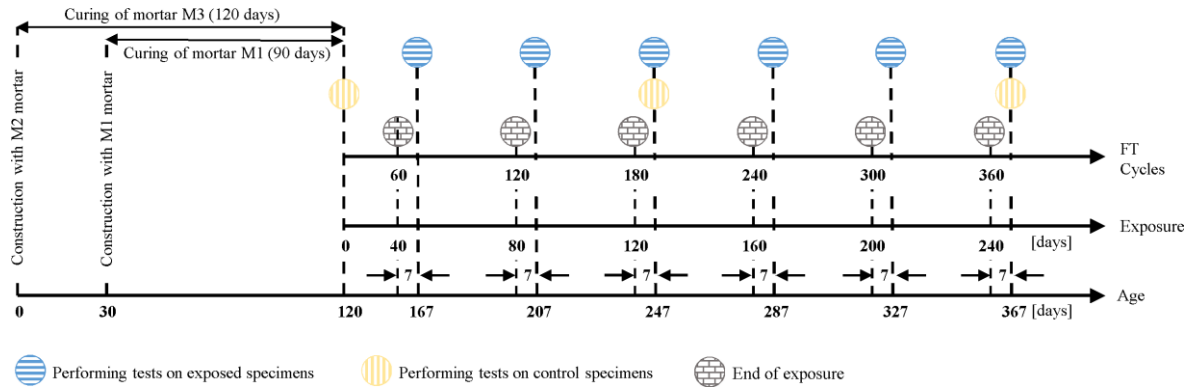 Curing of mortar M3 (120 days)
Curing of mortar M1 (90 days)
Construction with M2 mortar
Construction with M1 mortar
FT
Cycles
60 120 180 240 300 360
Exposure
0 40 80 120 160 200 240 [days]
7 7 7 7 7 7
Age
0 30 120 167 207 247 287 327 367 [days]
Performing tests on exposed specimens
Performing tests on control specimens
End of exposure